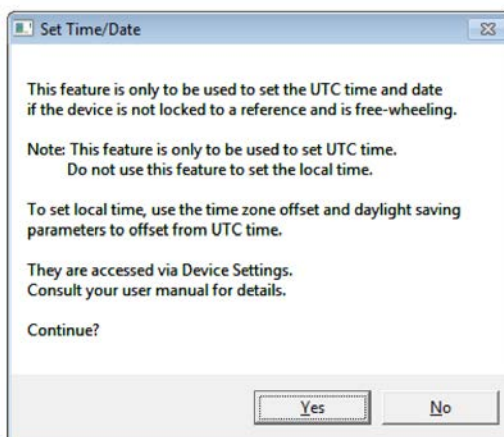 Set Time/Date
This feature is only to be used to set the UTC time and date
if the device is not locked to a reference and is free-wheeling.
Note: This feature is only to be used to set UTC time.
Do not use this feature to set the local time.
To set local time, use the time zone offset and daylight saving
parameters to offset from UTC time.
They are accessed via Device Settings.
Consult your user manual for details.
Continue?
Yes No